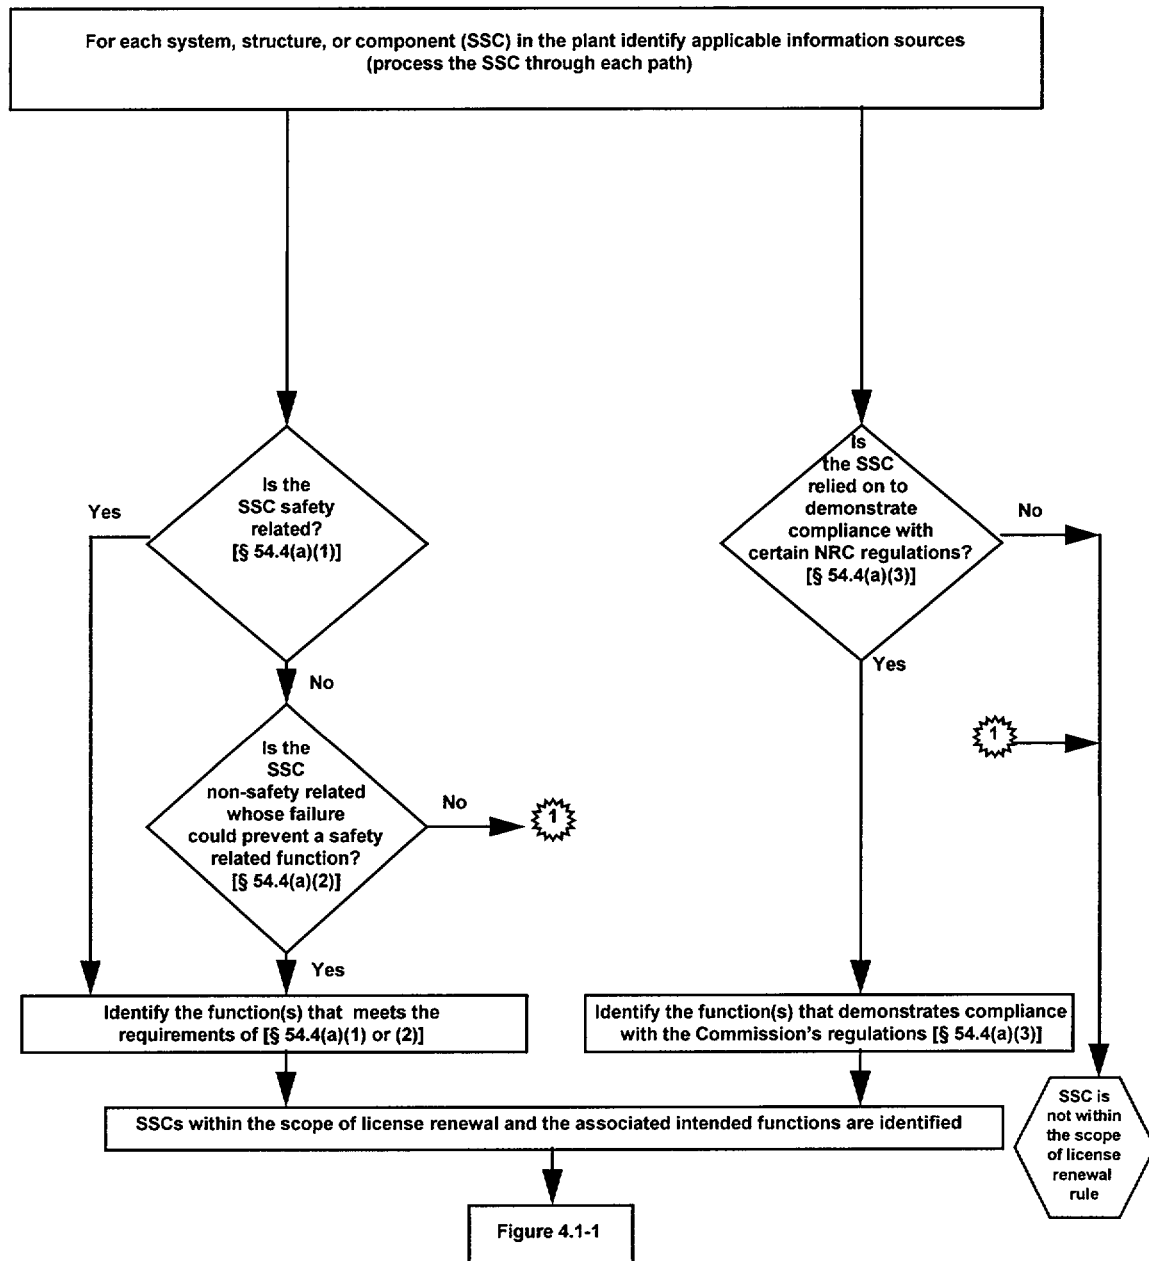 For each system, structure, or component (SSC) in the plant identify applicable information sources
(process the SSC through each path)
Is the
SSC safety
related?
[§ 54.4(a)(1)]
Yes
No
Is
the SSC
relied on to
demonstrate
compliance with
certain NRC regulations?
[§ 54.4(a)(3)]
No
Yes
1
Is the
SSC
non-safety related
whose failure
could prevent a safety
related function?
[§ 54.4(a)(2)]
No
1
Yes
Identify the function(s) that meets the
requirements of [§ 54.4(a)(1) or (2)]
Identify the function(s) that demonstrates compliance
with the Commission's regulations [§ 54.4(a)(3)]
SSCs within the scope of license renewal and the associated intended functions are identified
SSC is
not within
the scope
of license
renewal
rule
Figure 4.1-1